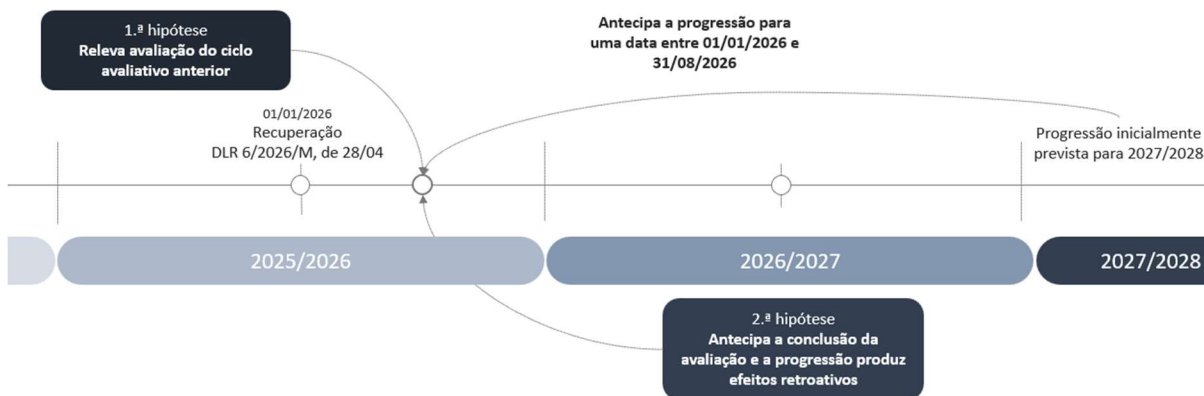 1.ª hipótese
Releva avaliação do ciclo
avaliativo anterior
Antecipa a progressão para
uma data entre 01/01/2026 e
31/08/2026
01/01/2026
Recuperação
DLR 6/2026/M, de 28/04
Progressão inicialmente
prevista para 2027/2028
2025/2026
2026/2027
2027/2028
2.ª hipótese
Antecipa a conclusão da
avaliação e a progressão produz
efeitos retroativos